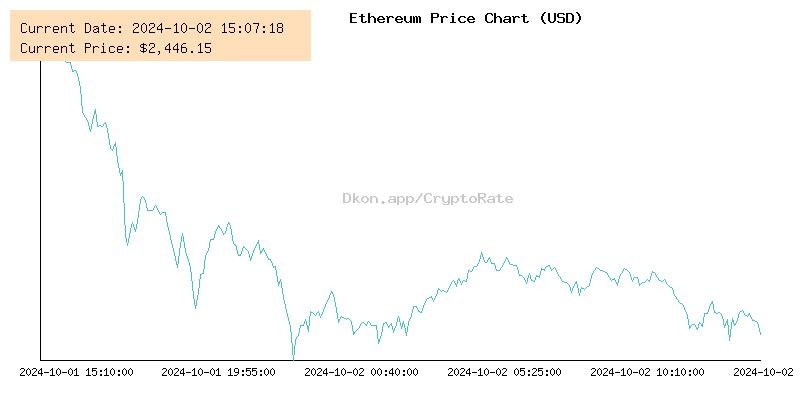 Ethereum Price Chart (USD)
Current Date: 2024-10-02 15:07:18
Current Price: $2,446.15
Dkon.app/CryptoRate
2024-10-01 15:10:00 2024-10-01 19:55:00 2024-10-02 00:40:00 2024-10-02 05:25:00 2024-10-02 10:10:00 2024-10-02